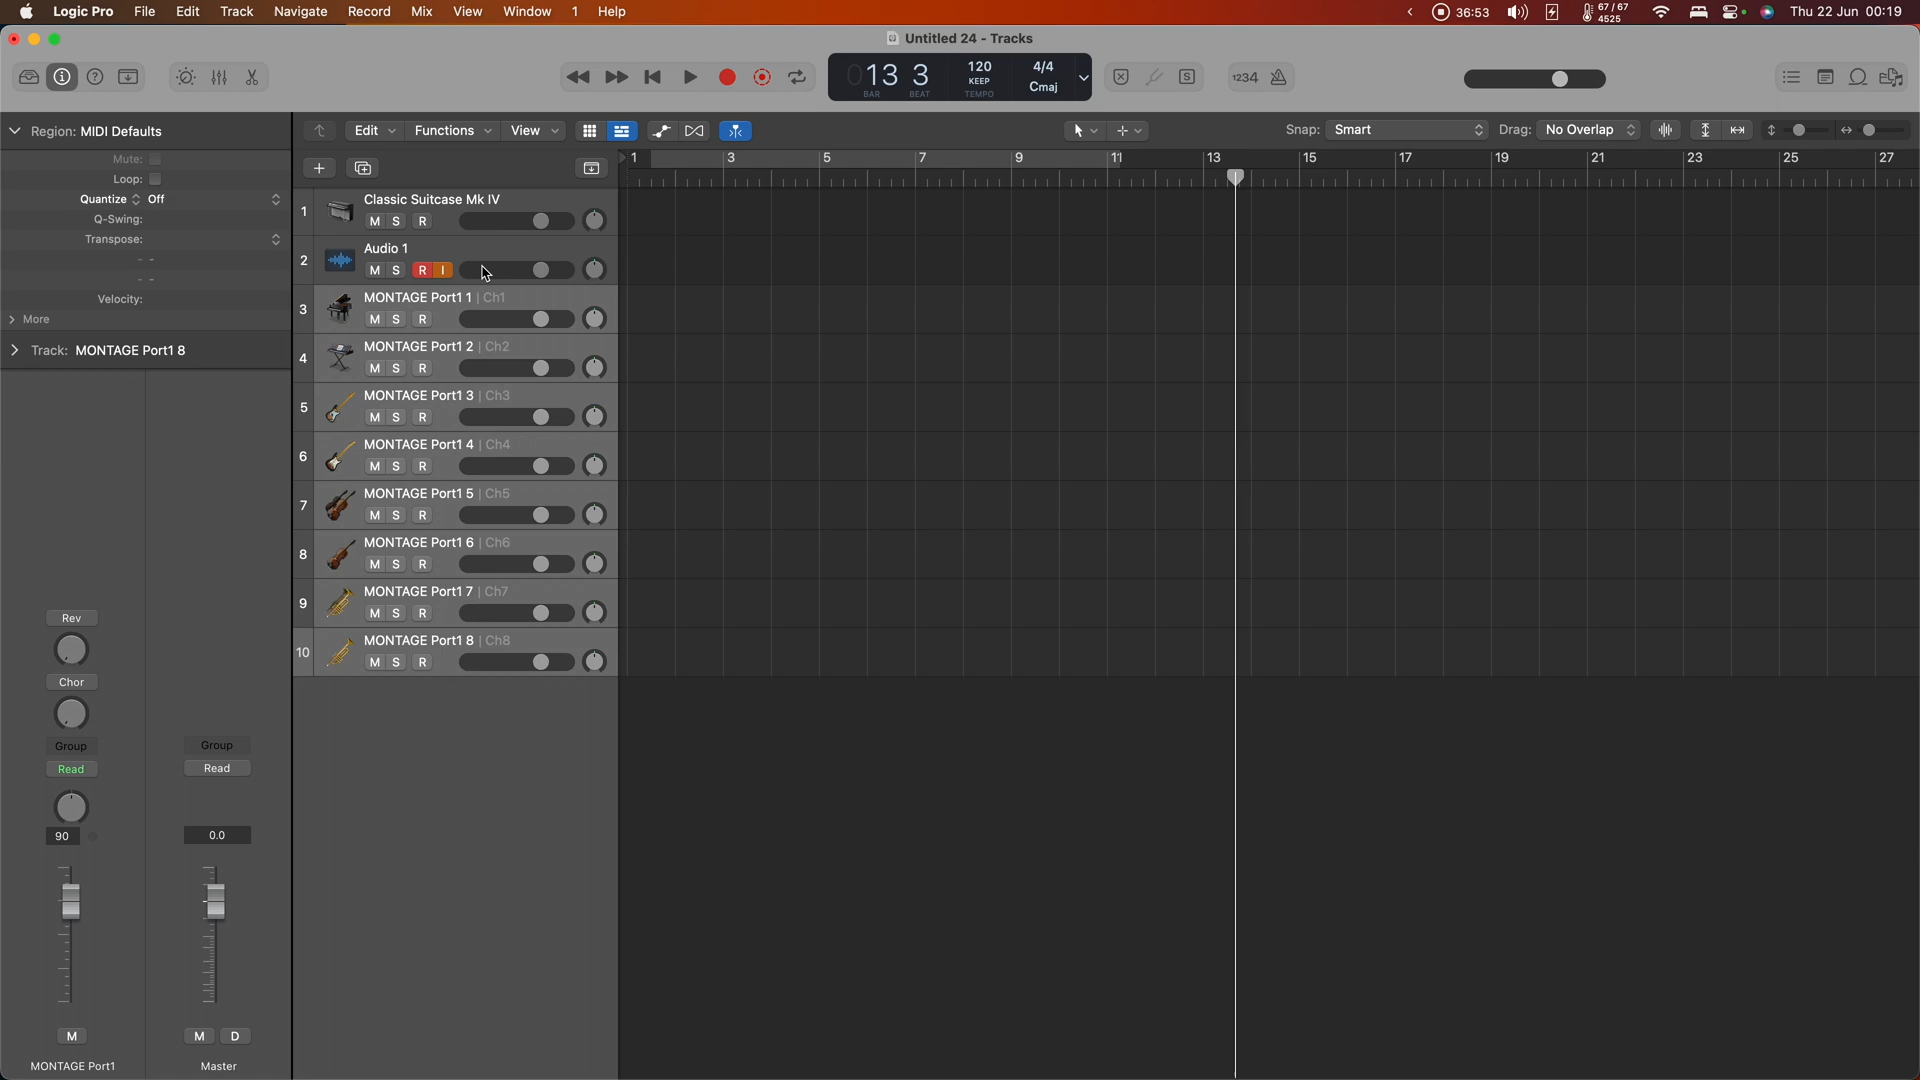 Logic Pro File Edit Track Navigate Record Mix View Window 1 Help 36:53 67 / 67 4525 Thu 22 Jun 00:19
Untitled 24 - Tracks
13 3 120 KEEP 4/4 Cmaj S 1234
BAR BEAT TEMPO
Region: MIDI Defaults Edit Functions View Snap: Smart Drag: No Overlap
Mute:
Loop:
Quantize Off
Q-Swing:
Transpose:
- -
- -
Velocity:
More
Track: MONTAGE Port1 8
1 3 5 7 9 11 13 15 17 19 21 23 25 27
1 Classic Suitcase Mk IV
M S R
2 Audio 1
M S R I
3 MONTAGE Port1 1 | Ch1
M S R
4 MONTAGE Port1 2 | Ch2
M S R
5 MONTAGE Port1 3 | Ch3
M S R
6 MONTAGE Port1 4 | Ch4
M S R
7 MONTAGE Port1 5 | Ch5
M S R
8 MONTAGE Port1 6 | Ch6
M S R
9 MONTAGE Port1 7 | Ch7
M S R
10 MONTAGE Port1 8 | Ch8
M S R
Rev
Chor
Group Group
Read Read
90 0.0
M M D
MONTAGE Port1 Master